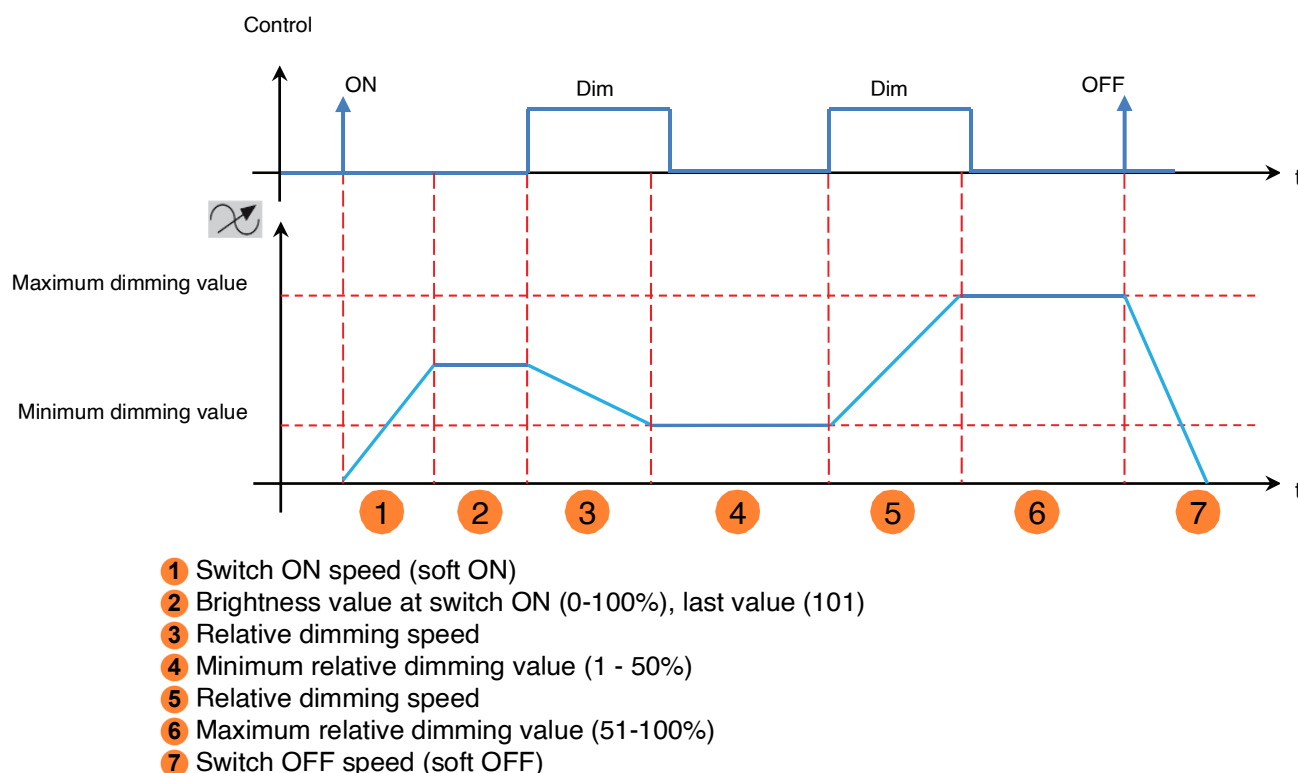 Control
ON
Dim
Dim
OFF
t
Maximum dimming value
Minimum dimming value
t
1 2 3 4 5 6 7
1 Switch ON speed (soft ON)
2 Brightness value at switch ON (0-100%), last value (101)
3 Relative dimming speed
4 Minimum relative dimming value (1 - 50%)
5 Relative dimming speed
6 Maximum relative dimming value (51-100%)
7 Switch OFF speed (soft OFF)